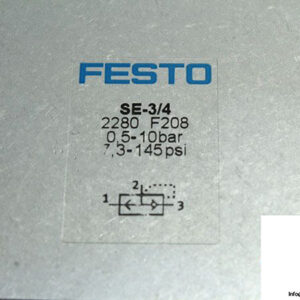 FESTO
SE-3/4
2280 F208
0,5-10bar
7,3-145psi
2
1 3